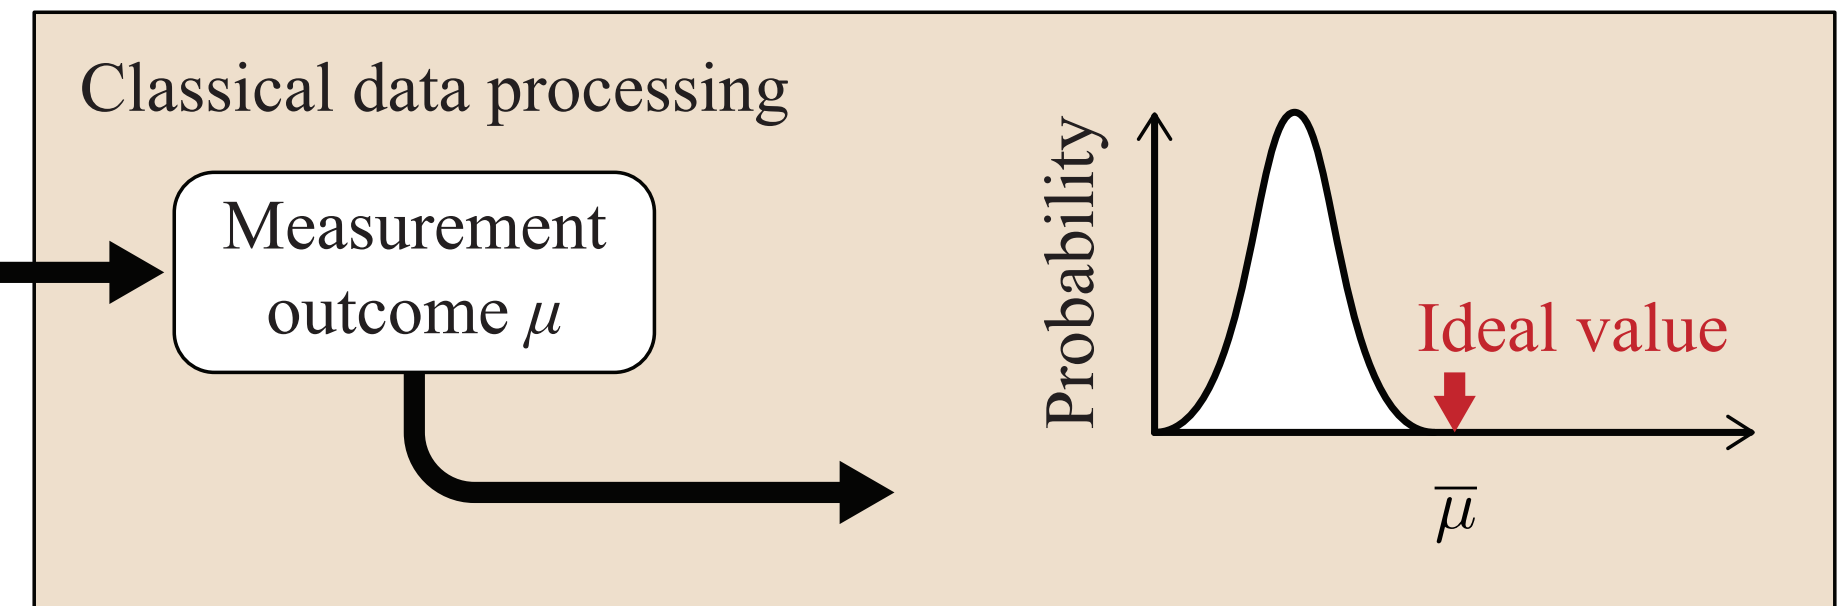 Classical data processing
Measurement
outcome μ
Probability
Ideal value
μ̅